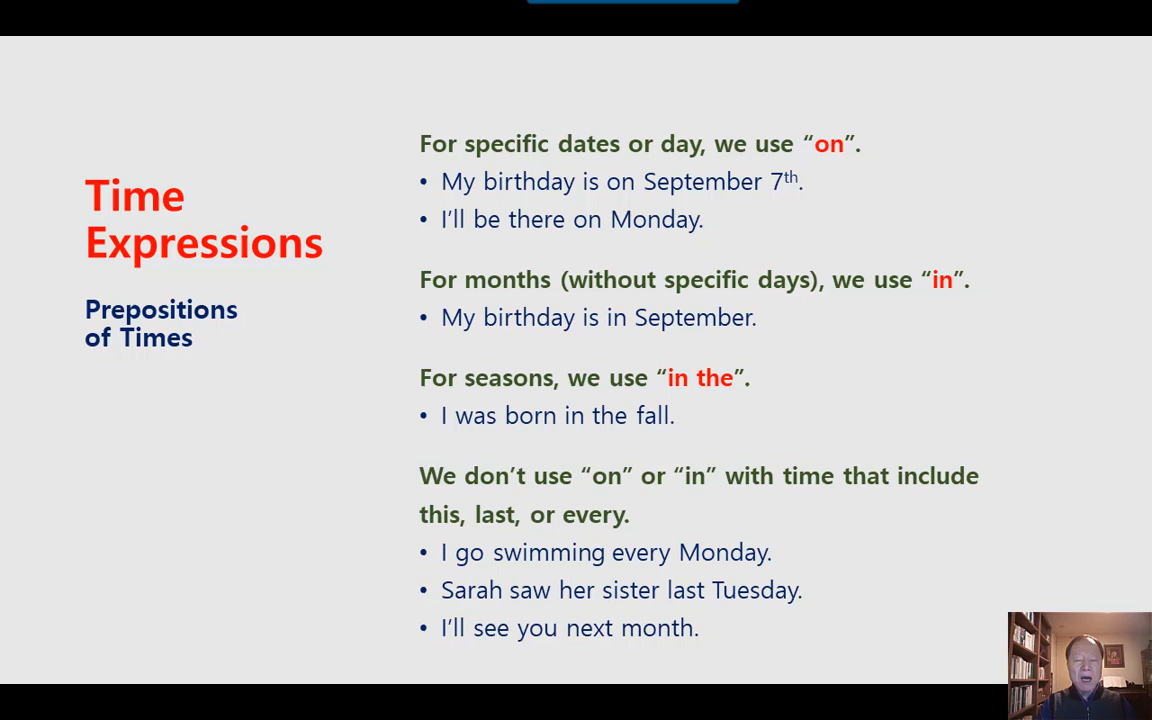 Time
Expressions
Prepositions
of Times
For specific dates or day, we use “on”.
• My birthday is on September 7th.
• I’ll be there on Monday.
For months (without specific days), we use “in”.
• My birthday is in September.
For seasons, we use “in the”.
• I was born in the fall.
We don’t use “on” or “in” with time that include
this, last, or every.
• I go swimming every Monday.
• Sarah saw her sister last Tuesday.
• I’ll see you next month.